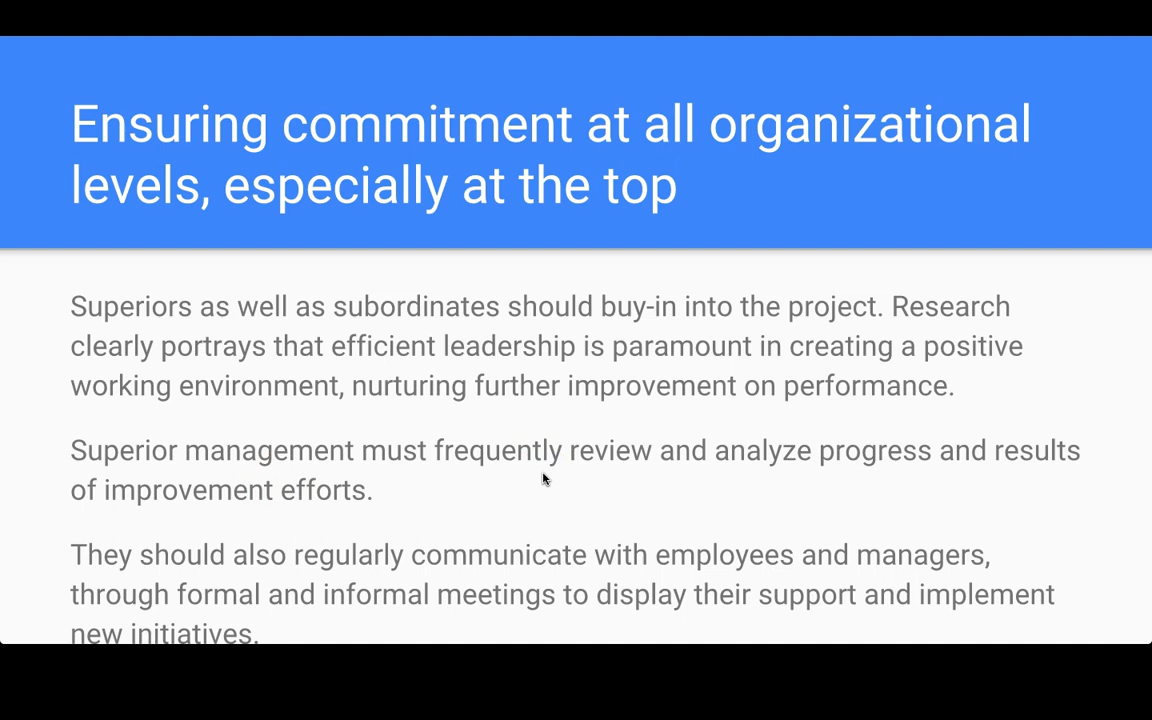 Ensuring commitment at all organizational
levels, especially at the top
Superiors as well as subordinates should buy-in into the project. Research
clearly portrays that efficient leadership is paramount in creating a positive
working environment, nurturing further improvement on performance.
Superior management must frequently review and analyze progress and results
of improvement efforts.
They should also regularly communicate with employees and managers,
through formal and informal meetings to display their support and implement
new initiatives.